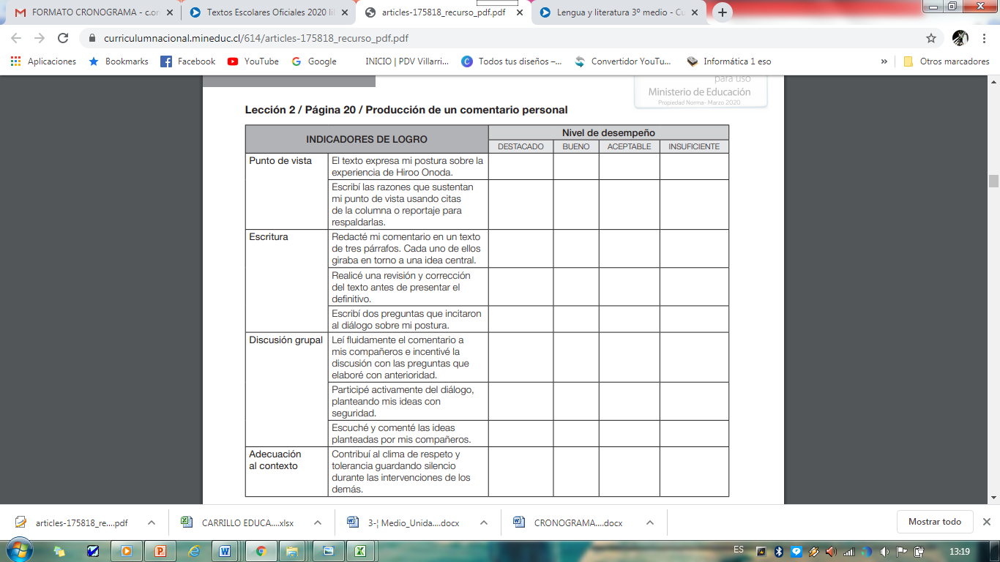 FORMATO CRONOGRAMA - c.or
Textos Escolares Oficiales 2020 li
articles-175818_recurso_pdf.pdf
Lengua y literatura 3º medio - Cu
curriculumnacional.mineduc.cl/614/articles-175818_recurso_pdf.pdf
Aplicaciones
Bookmarks
Facebook
YouTube
Google
INICIO | PDV Villarri...
Todos tus diseños –...
Convertidor YouTu...
Informática 1 eso
»
Otros marcadores
para uso
Ministerio de Educación
Propiedad Norma- Marzo 2020
Lección 2 / Página 20 / Producción de un comentario personal
INDICADORES DE LOGRO
Nivel de desempeño
DESTACADO
BUENO
ACEPTABLE
INSUFICIENTE
Punto de vista
El texto expresa mi postura sobre la
experiencia de Hiroo Onoda.
Escribí las razones que sustentan
mi punto de vista usando citas
de la columna o reportaje para
respaldarlas.
Escritura
Redacté mi comentario en un texto
de tres párrafos. Cada uno de ellos
giraba en torno a una idea central.
Realicé una revisión y corrección
del texto antes de presentar el
definitivo.
Escribí dos preguntas que incitaron
al diálogo sobre mi postura.
Discusión grupal
Leí fluidamente el comentario a
mis compañeros e incentivé la
discusión con las preguntas que
elaboré con anterioridad.
Participé activamente del diálogo,
planteando mis ideas con
seguridad.
Escuché y comenté las ideas
planteadas por mis compañeros.
Adecuación
al contexto
Contribuí al clima de respeto y
tolerancia guardando silencio
durante las intervenciones de los
demás.
articles-175818_re....pdf
CARRILLO EDUCA....xlsx
3-¦ Medio_Unida....docx
CRONOGRAMA....docx
Mostrar todo
ES
13:19